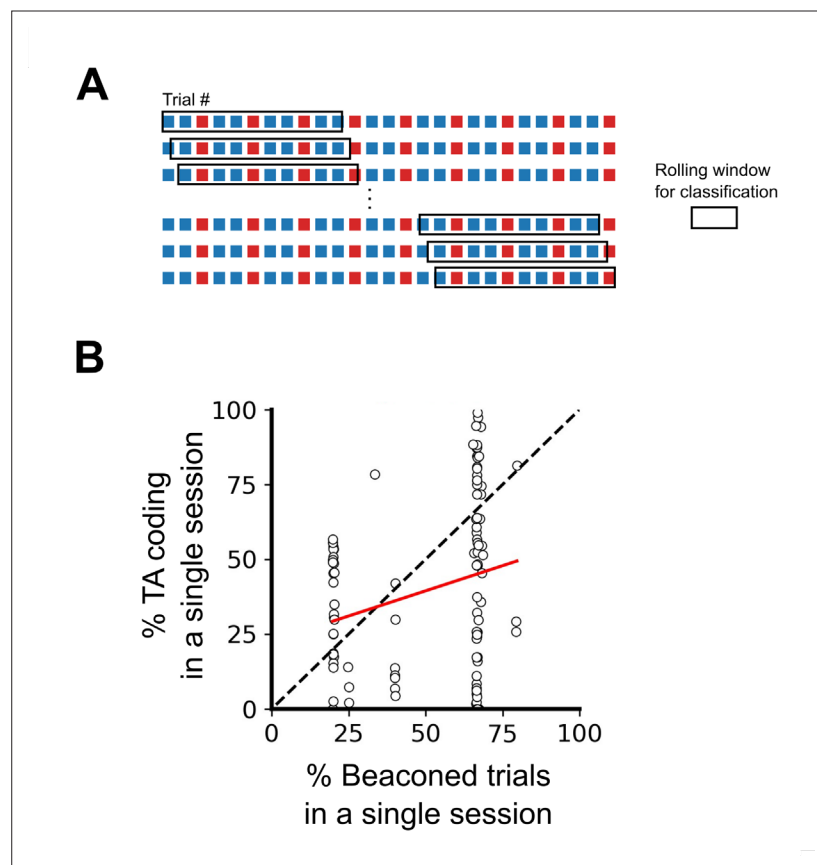 A
Trial #
Rolling window
for classification
B
% TA coding
in a single session
100
75
50
25
0
0
25
50
75
100
% Beaconed trials
in a single session